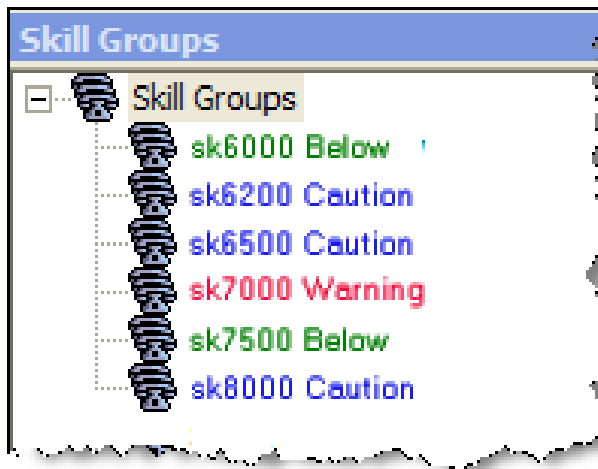 Skill Groups
Skill Groups
sk6000 Below
sk6200 Caution
sk6500 Caution
sk7000 Warning
sk7500 Below
sk8000 Caution